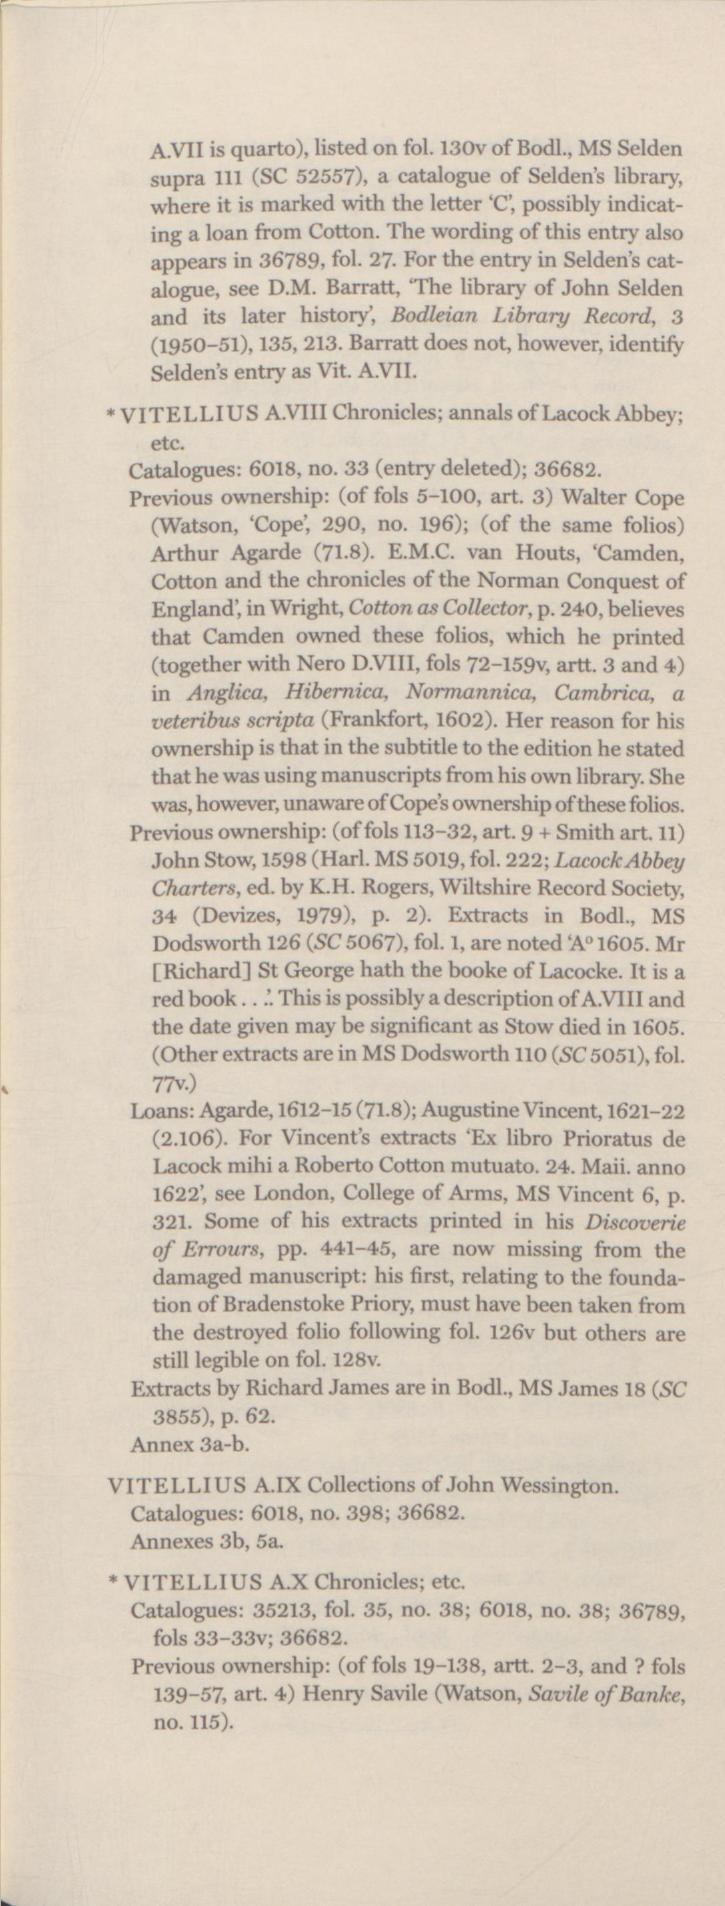 A.VII is quarto), listed on fol. 130v of Bodl., MS Selden
supra 111 (SC 52557), a catalogue of Selden's library,
where it is marked with the letter 'C', possibly indicat-
ing a loan from Cotton. The wording of this entry also
appears in 36789, fol. 27. For the entry in Selden's cat-
alogue, see D.M. Barratt, 'The library of John Selden
and its later history', Bodleian Library Record, 3
(1950–51), 135, 213. Barratt does not, however, identify
Selden's entry as Vit. A.VII.
* VITELLIUS A.VIII Chronicles; annals of Lacock Abbey;
etc.
Catalogues: 6018, no. 33 (entry deleted); 36682.
Previous ownership: (of fols 5–100, art. 3) Walter Cope
(Watson, 'Cope', 290, no. 196); (of the same folios)
Arthur Agarde (71.8). E.M.C. van Houts, 'Camden,
Cotton and the chronicles of the Norman Conquest of
England', in Wright, Cotton as Collector, p. 240, believes
that Camden owned these folios, which he printed
(together with Nero D.VIII, fols 72–159v, artt. 3 and 4)
in Anglica, Hibernica, Normannica, Cambrica, a
veteribus scripta (Frankfort, 1602). Her reason for his
ownership is that in the subtitle to the edition he stated
that he was using manuscripts from his own library. She
was, however, unaware of Cope's ownership of these folios.
Previous ownership: (of fols 113–32, art. 9 + Smith art. 11)
John Stow, 1598 (Harl. MS 5019, fol. 222; Lacock Abbey
Charters, ed. by K.H. Rogers, Wiltshire Record Society,
34 (Devizes, 1979), p. 2). Extracts in Bodl., MS
Dodsworth 126 (SC 5067), fol. 1, are noted 'Aº 1605. Mr
[Richard] St George hath the booke of Lacocke. It is a
red book . . .'. This is possibly a description of A.VIII and
the date given may be significant as Stow died in 1605.
(Other extracts are in MS Dodsworth 110 (SC 5051), fol.
77v.)
Loans: Agarde, 1612–15 (71.8); Augustine Vincent, 1621–22
(2.106). For Vincent's extracts 'Ex libro Prioratus de
Lacock mihi a Roberto Cotton mutuato. 24. Maii. anno
1622', see London, College of Arms, MS Vincent 6, p.
321. Some of his extracts printed in his Discoverie
of Errours, pp. 441–45, are now missing from the
damaged manuscript: his first, relating to the founda-
tion of Bradenstoke Priory, must have been taken from
the destroyed folio following fol. 126v but others are
still legible on fol. 128v.
Extracts by Richard James are in Bodl., MS James 18 (SC
3855), p. 62.
Annex 3a-b.
VITELLIUS A.IX Collections of John Wessington.
Catalogues: 6018, no. 398; 36682.
Annexes 3b, 5a.
* VITELLIUS A.X Chronicles; etc.
Catalogues: 35213, fol. 35, no. 38; 6018, no. 38; 36789,
fols 33–33v; 36682.
Previous ownership: (of fols 19–138, artt. 2–3, and ? fols
139–57, art. 4) Henry Savile (Watson, Savile of Banke,
no. 115).